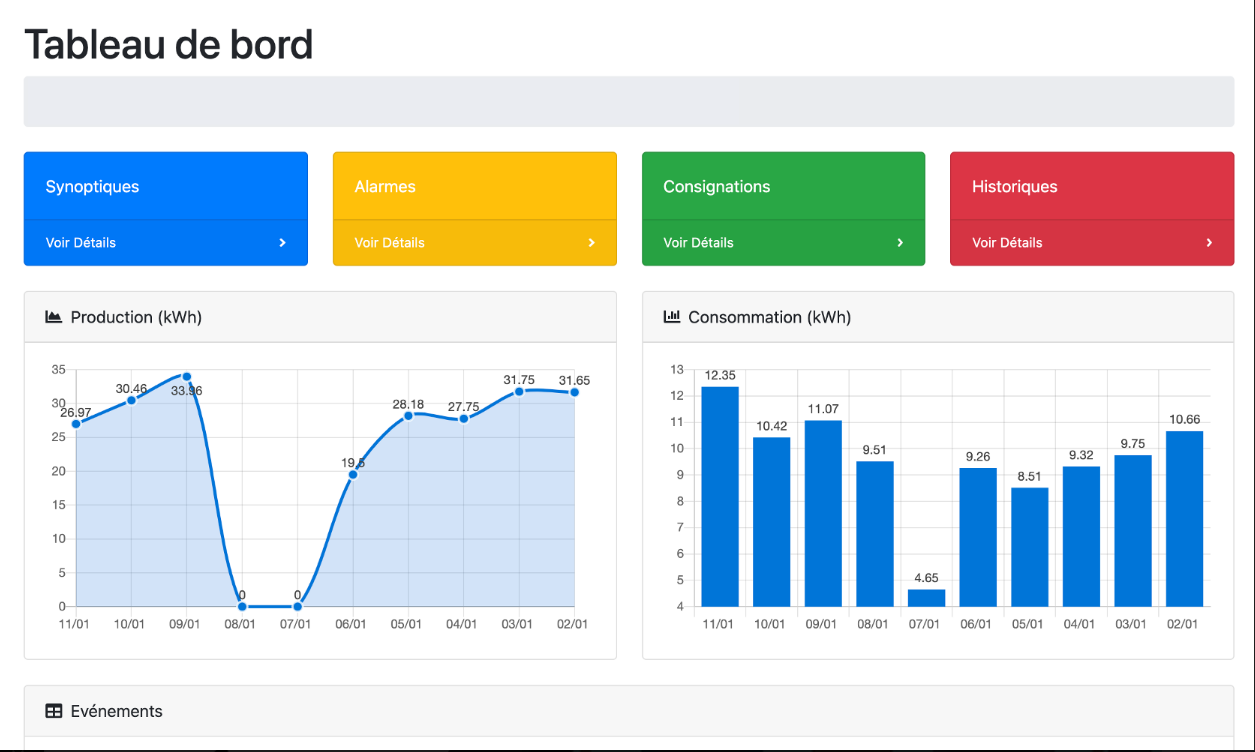 Tableau de bord
Synoptiques
Voir Détails
Alarmes
Voir Détails
Consignations
Voir Détails
Historiques
Voir Détails
Production (kWh)
35
30
25
20
15
10
5
0
26.97
30.46
33.96
0
0
19.5
28.18
27.75
31.75
31.65
11/01 10/01 09/01 08/01 07/01 06/01 05/01 04/01 03/01 02/01
Consommation (kWh)
13
12
11
10
9
8
7
6
5
4
12.35
10.42
11.07
9.51
4.65
9.26
8.51
9.32
9.75
10.66
11/01 10/01 09/01 08/01 07/01 06/01 05/01 04/01 03/01 02/01
Evénements